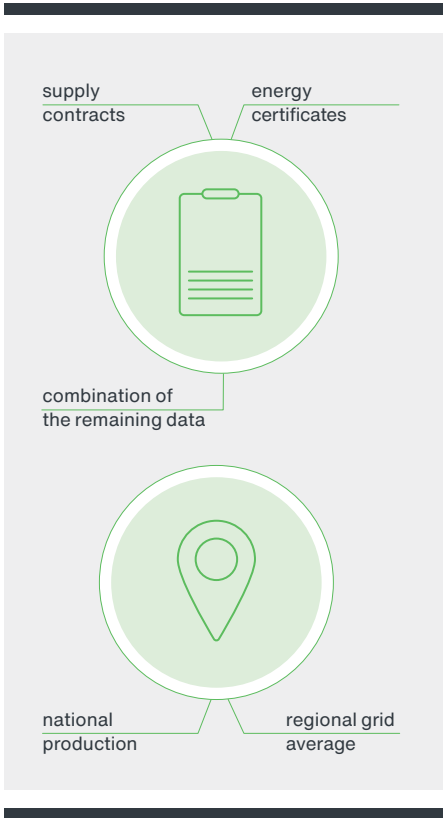 supply
contracts
energy
certificates
combination of
the remaining data
national
production
regional grid
average